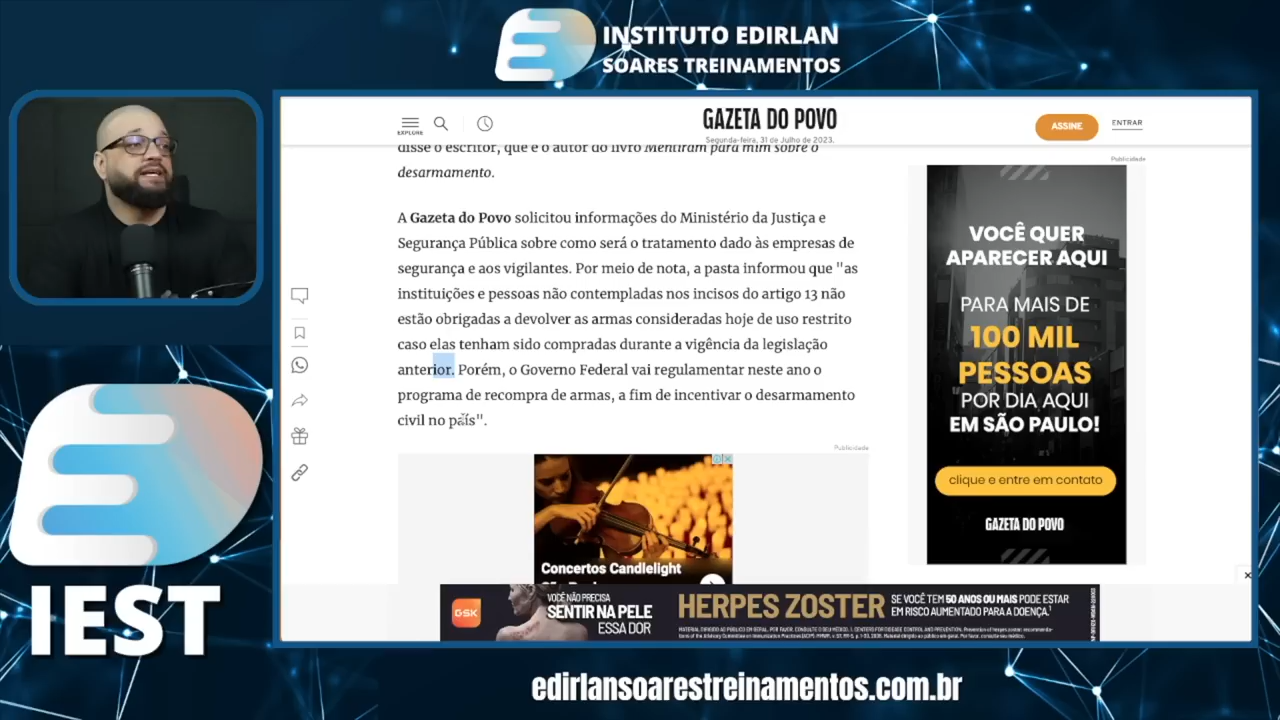 INSTITUTO EDIRLAN
SOARES TREINAMENTOS
EXPLORE
GAZETA DO POVO
Segunda-feira, 31 de Julho de 2023.
ASSINE
ENTRAR
disse o escritor, que é o autor do livro Mentiram para mim sobre o
desarmamento.
A Gazeta do Povo solicitou informações do Ministério da Justiça e
Segurança Pública sobre como será o tratamento dado às empresas de
segurança e aos vigilantes. Por meio de nota, a pasta informou que "as
instituições e pessoas não contempladas nos incisos do artigo 13 não
estão obrigadas a devolver as armas consideradas hoje de uso restrito
caso elas tenham sido compradas durante a vigência da legislação
anterior. Porém, o Governo Federal vai regulamentar neste ano o
programa de recompra de armas, a fim de incentivar o desarmamento
civil no país".
Publicidade
Concertos Candlelight
Publicidade
VOCÊ QUER
APARECER AQUI
PARA MAIS DE
100 MIL
PESSOAS
POR DIA AQUI
EM SÃO PAULO!
clique e entre em contato
GAZETA DO POVO
GSK
VOCÊ NÃO PRECISA
SENTIR NA PELE
ESSA DOR
HERPES ZOSTER
SE VOCÊ TEM 50 ANOS OU MAIS PODE ESTAR
EM RISCO AUMENTADO PARA A DOENÇA.¹
IEST
edirlansoarestreinamentos.com.br